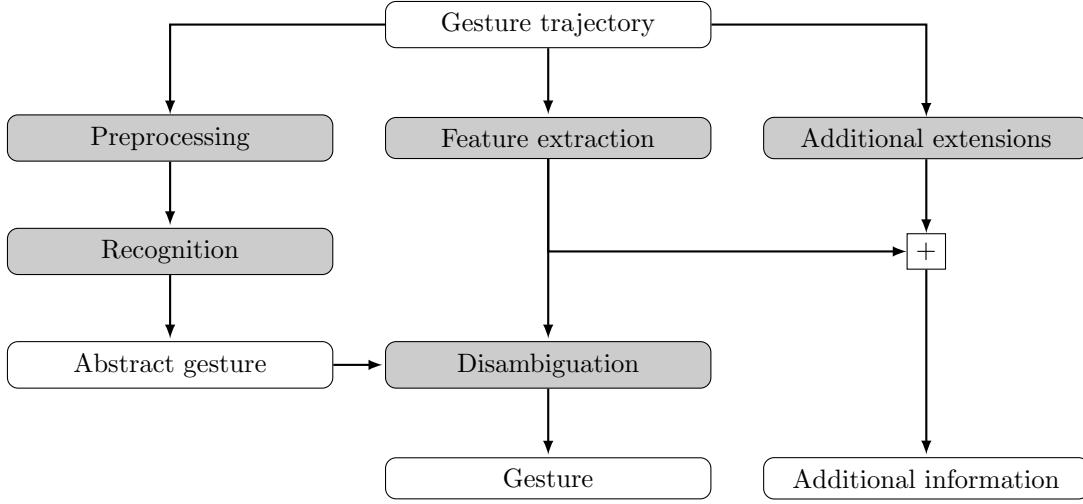 Gesture trajectory
Preprocessing
Feature extraction
Additional extensions
Recognition
+
Abstract gesture
Disambiguation
Gesture
Additional information